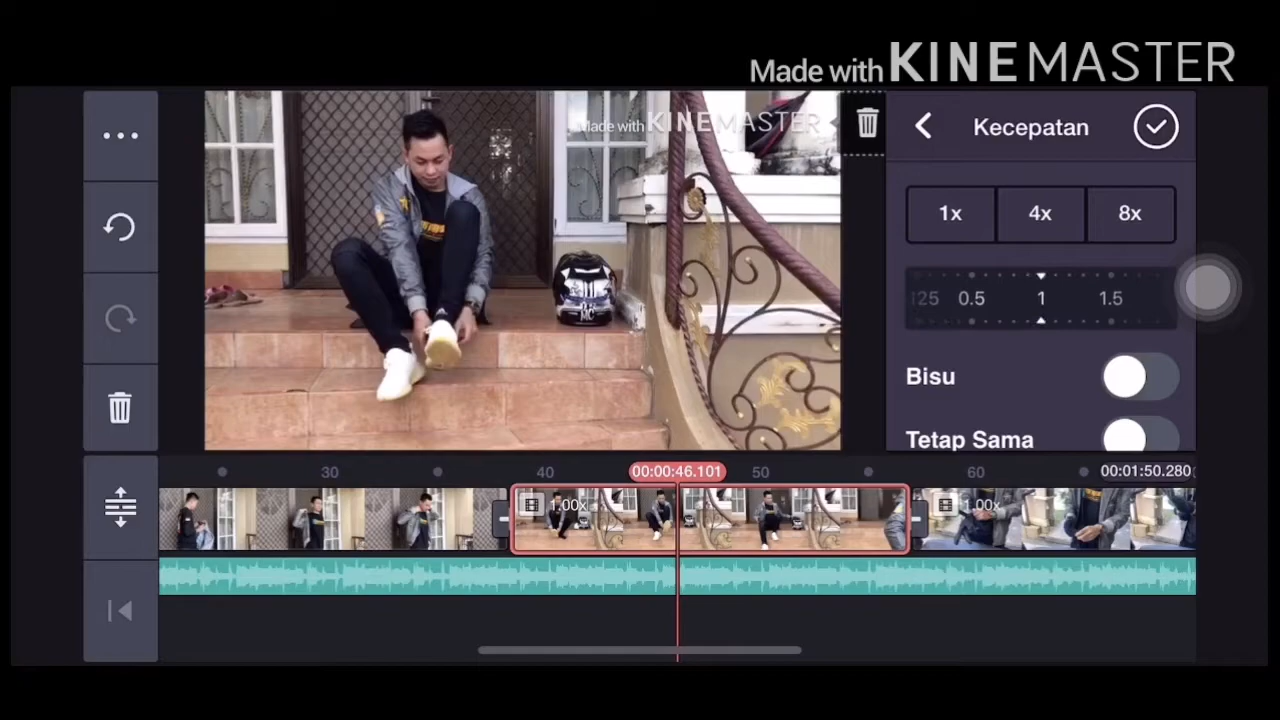 Made with KINEMASTER
Made with KINEMASTER
Kecepatan
1x 4x 8x
0.5 1 1.5
Bisu
Tetap Sama
30 40 00:00:46.101 50 60 00:01:50.280
1.00x 1.00x